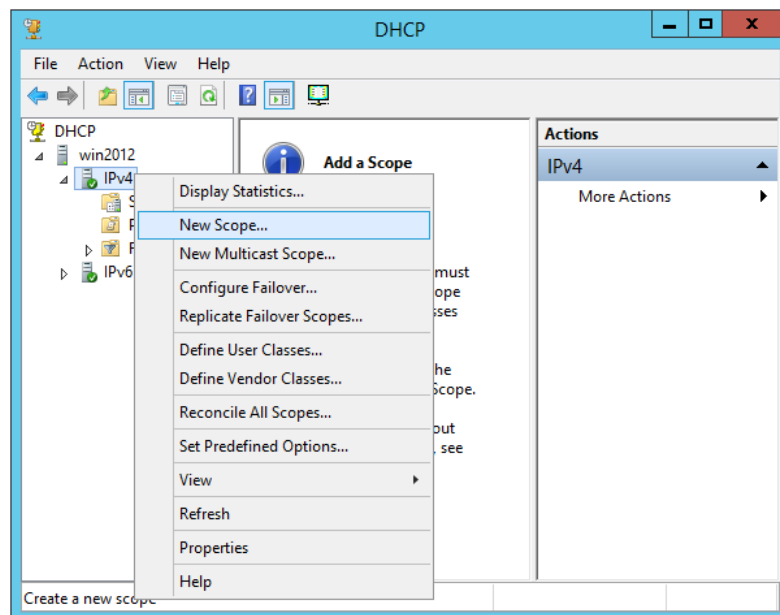 DHCP
File Action View Help
DHCP
win2012
IPv4
IPv6
Add a Scope
must
ope
sses
he
Scope.
out
, see
Display Statistics...
New Scope...
New Multicast Scope...
Configure Failover...
Replicate Failover Scopes...
Define User Classes...
Define Vendor Classes...
Reconcile All Scopes...
Set Predefined Options...
View
Refresh
Properties
Help
Actions
IPv4
More Actions
Create a new scope